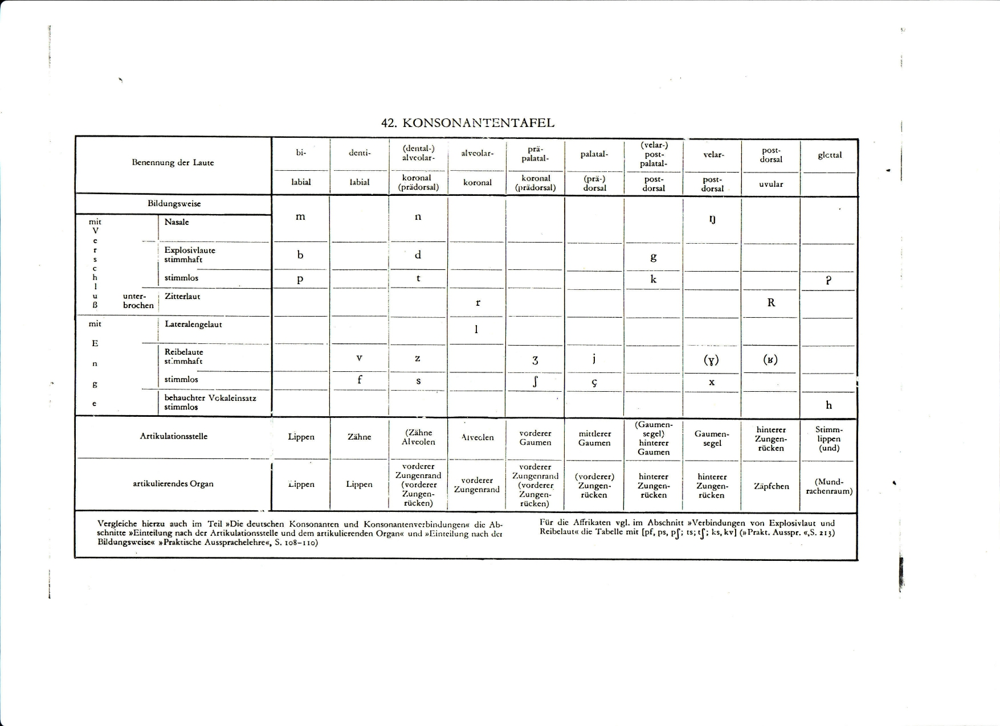 42. KONSONANTENTAFEL
Benennung der Laute
bi-
denti-
(dental-)
alveolar-
alveolar-
prä-
palatal-
palatal-
(velar-)
post-
palatal-
velar-
post-
dorsal
glottal
labial
labial
koronal
(prädorsal)
koronal
koronal
(prädorsal)
(prä-)
dorsal
post-
dorsal
post-
dorsal
uvular
Bildungsweise
mit
Verschluß
Nasale
m
n
ŋ
Explosivlaute
stimmhaft
b
d
g
stimmlos
p
t
k
ʔ
unter-
brochen
Zitterlaut
r
R
mit
Enge
Lateralengelaut
l
Reibelaute
stimmhaft
v
z
ʒ
j
(ɣ)
(ʁ)
stimmlos
f
s
ʃ
ç
x
behauchter Vokaleinsatz
stimmlos
h
Artikulationsstelle
Lippen
Zähne
(Zähne
Alveolen
Alveolen
vorderer
Gaumen
mittlerer
Gaumen
(Gaumen-
segel)
hinterer
Gaumen
Gaumen-
segel
hinterer
Zungen-
rücken
Stimm-
lippen
(und)
artikulierendes Organ
Lippen
Lippen
vorderer
Zungenrand
(vorderer
Zungen-
rücken)
vorderer
Zungenrand
vorderer
Zungenrand
(vorderer
Zungen-
rücken)
(vorderer)
Zungen-
rücken
hinterer
Zungen-
rücken
hinterer
Zungen-
rücken
Zäpfchen
(Mund-
rachenraum)
Vergleiche hierzu auch im Teil »Die deutschen Konsonanten und Konsonantenverbindungen« die Ab-
schnitte »Einteilung nach der Artikulationsstelle und dem artikulierenden Organ« und »Einteilung nach der
Bildungsweise« »Praktische Aussprachelehre«, S. 108–110)
Für die Affrikaten vgl. im Abschnitt »Verbindungen von Explosivlaut und
Reibelaut« die Tabelle mit [pf, ps, pʃ; ts; tʃ; ks, kv] (»Prakt. Ausspr. «,S. 213)